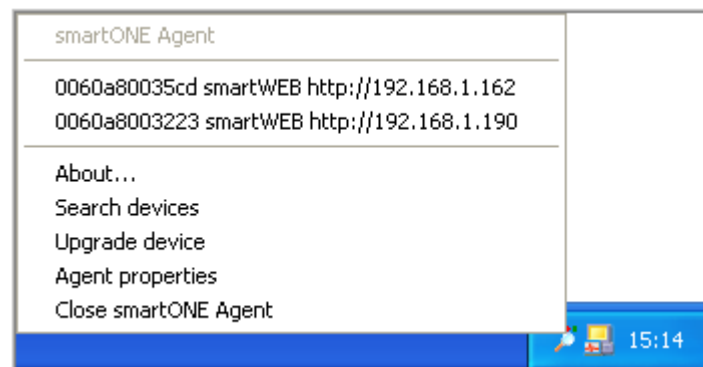 smartONE Agent
0060a80035cd smartWEB http://192.168.1.162
0060a8003223 smartWEB http://192.168.1.190
About...
Search devices
Upgrade device
Agent properties
Close smartONE Agent
15:14